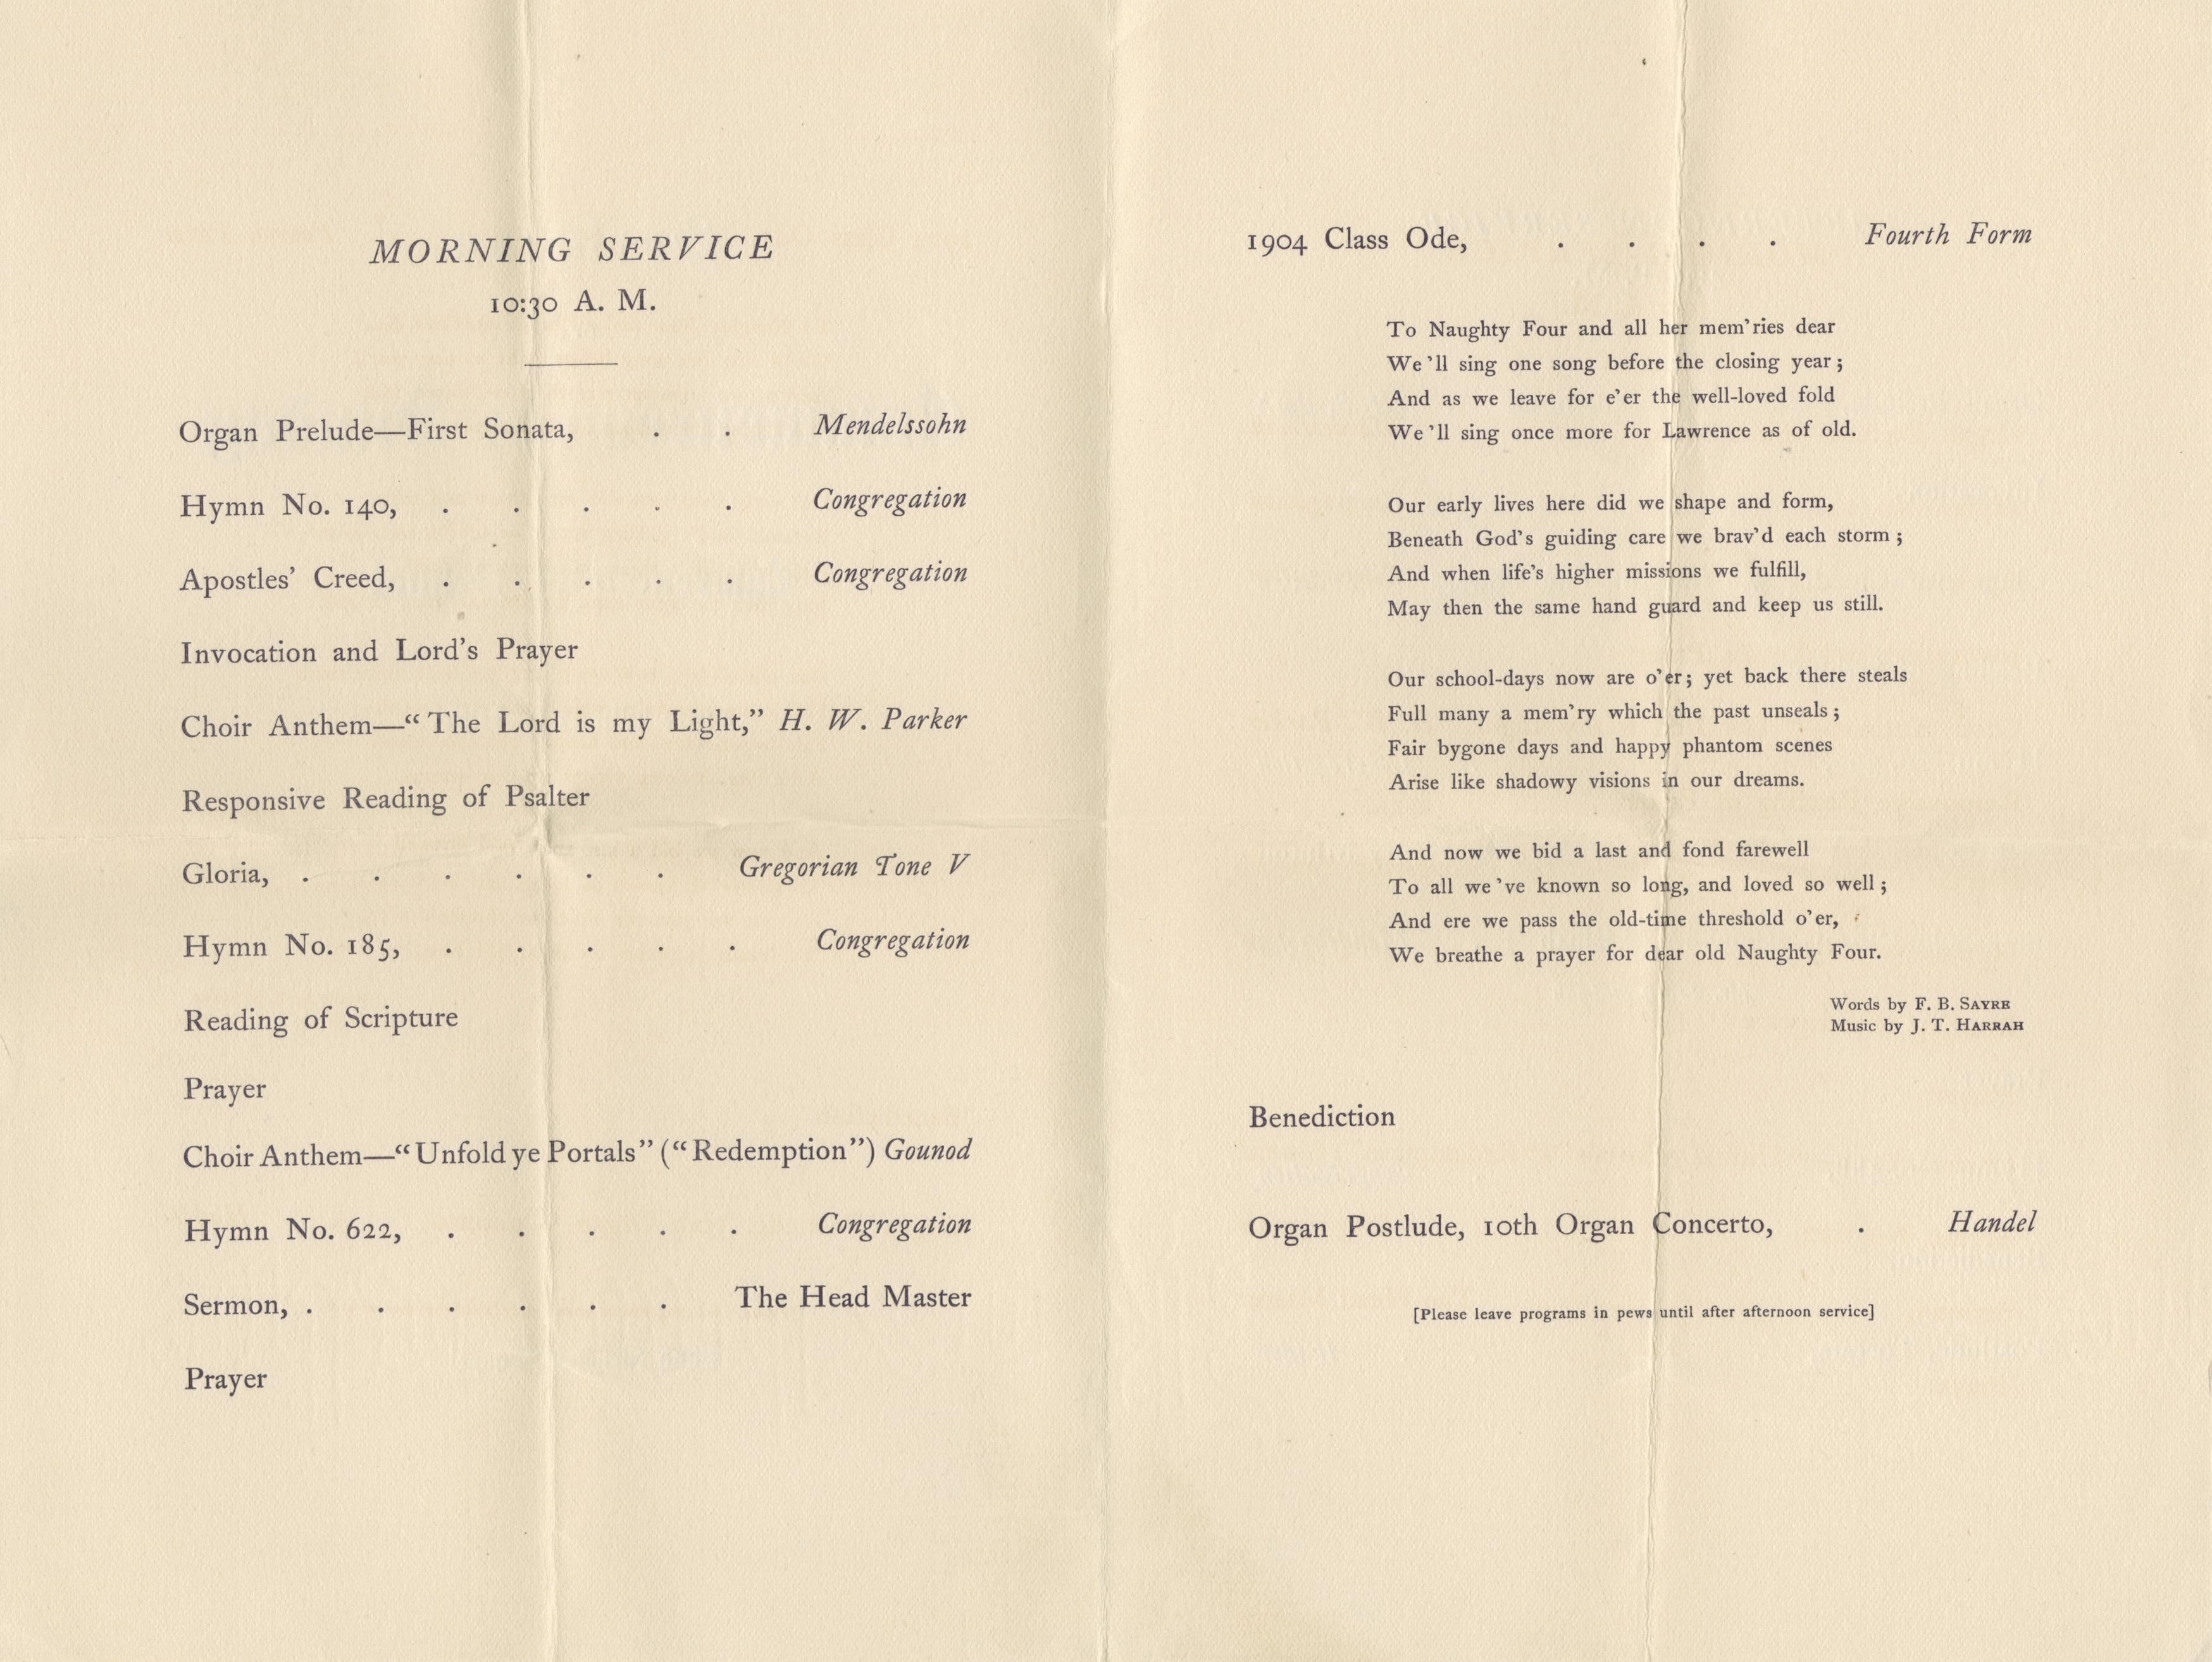 MORNING SERVICE
10:30 A. M.
Organ Prelude—First Sonata, . . Mendelssohn
Hymn No. 140, . . . . . Congregation
Apostles’ Creed, . . . . . Congregation
Invocation and Lord’s Prayer
Choir Anthem—“The Lord is my Light,” H. W. Parker
Responsive Reading of Psalter
Gloria, . . . . . . Gregorian Tone V
Hymn No. 185, . . . . . Congregation
Reading of Scripture
Prayer
Choir Anthem—“Unfold ye Portals” (“Redemption”) Gounod
Hymn No. 622, . . . . . Congregation
Sermon, . . . . . . The Head Master
Prayer
1904 Class Ode, . . . . Fourth Form
To Naughty Four and all her mem’ries dear
We’ll sing one song before the closing year;
And as we leave for e’er the well-loved fold
We’ll sing once more for Lawrence as of old.
Our early lives here did we shape and form,
Beneath God’s guiding care we brav’d each storm;
And when life’s higher missions we fulfill,
May then the same hand guard and keep us still.
Our school-days now are o’er; yet back there steals
Full many a mem’ry which the past unseals;
Fair bygone days and happy phantom scenes
Arise like shadowy visions in our dreams.
And now we bid a last and fond farewell
To all we’ve known so long, and loved so well;
And ere we pass the old-time threshold o’er,
We breathe a prayer for dear old Naughty Four.
Words by F. B. SAYRE
Music by J. T. HARRAH
Benediction
Organ Postlude, 10th Organ Concerto, . Handel
[Please leave programs in pews until after afternoon service]